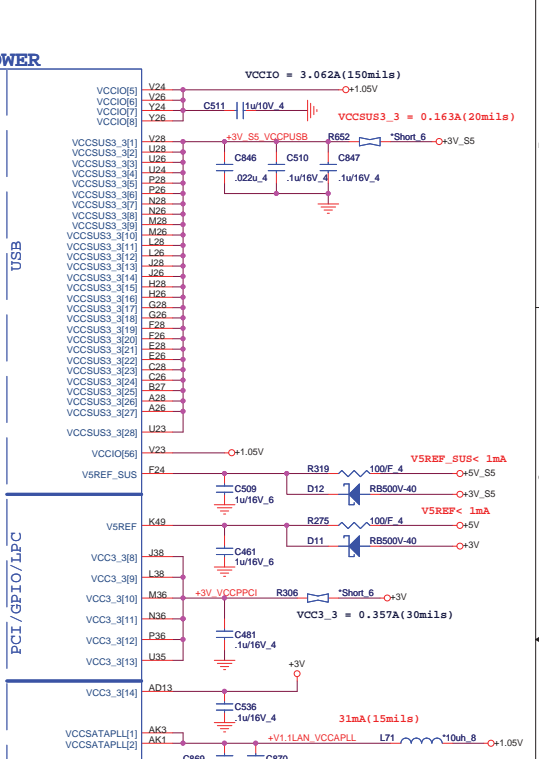 OWER
VCCIO = 3.062A(150mils)
VCCIO[5] V24 +1.05V
VCCIO[6] V26
VCCIO[7] Y24 C511 1u/10V_4
VCCIO[8] Y26
VCCSUS3_3 = 0.163A(20mils)
VCCSUS3_3[1] V28 +3V_S5_VCCPUSB R652 *Short_6 +3V_S5
VCCSUS3_3[2] U28
VCCSUS3_3[3] U26 C846 C510 C847
VCCSUS3_3[4] U24
VCCSUS3_3[5] P28 .022u_4 .1u/16V_4 .1u/16V_4
VCCSUS3_3[6] P26
VCCSUS3_3[7] N28
VCCSUS3_3[8] N26
VCCSUS3_3[9] M28
VCCSUS3_3[10] M26
VCCSUS3_3[11] L28
VCCSUS3_3[12] L26
VCCSUS3_3[13] J28
VCCSUS3_3[14] J26
VCCSUS3_3[15] H28
VCCSUS3_3[16] H26
VCCSUS3_3[17] G28
VCCSUS3_3[18] G26
VCCSUS3_3[19] F28
VCCSUS3_3[20] F26
VCCSUS3_3[21] E28
VCCSUS3_3[22] E26
VCCSUS3_3[23] C28
VCCSUS3_3[24] C26
VCCSUS3_3[25] B27
VCCSUS3_3[26] A28
VCCSUS3_3[27] A26
VCCSUS3_3[28] U23
USB
VCCIO[56] V23 +1.05V
V5REF_SUS< 1mA
V5REF_SUS F24 R319 100/F_4 +5V_S5
C509 D12 RB500V-40 +3V_S5
1u/16V_6
V5REF< 1mA
V5REF K49 R275 100/F_4 +5V
C461 D11 RB500V-40 +3V
1u/16V_6
VCC3_3[8] J38
VCC3_3[9] L38
VCC3_3[10] M36 +3V_VCCPPCI R306 *Short_6 +3V
VCC3_3 = 0.357A(30mils)
VCC3_3[11] N36
VCC3_3[12] P36 C481
.1u/16V_4
VCC3_3[13] U35
PCI/GPIO/LPC
+3V
VCC3_3[14] AD13
C536
.1u/16V_4
31mA(15mils)
VCCSATAPLL[1] AK3
VCCSATAPLL[2] AK1 +V1.1LAN_VCCAPLL L71 *10uh_8 +1.05V
C869 C870